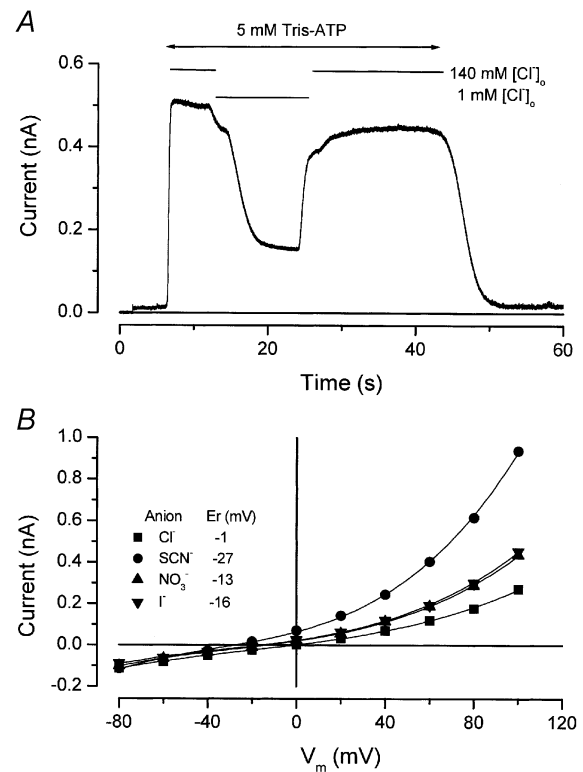 A
5 mM Tris-ATP
140 mM [Cl-]o
1 mM [Cl-]o
0.6
0.4
0.2
0.0
Current (nA)
0 20 40 60
Time (s)
B
1.0
0.8
0.6
0.4
0.2
0.0
-0.2
Current (nA)
Anion Er (mV)
Cl- -1
SCN- -27
NO3- -13
I- -16
-80 -40 0 40 80 120
Vm (mV)